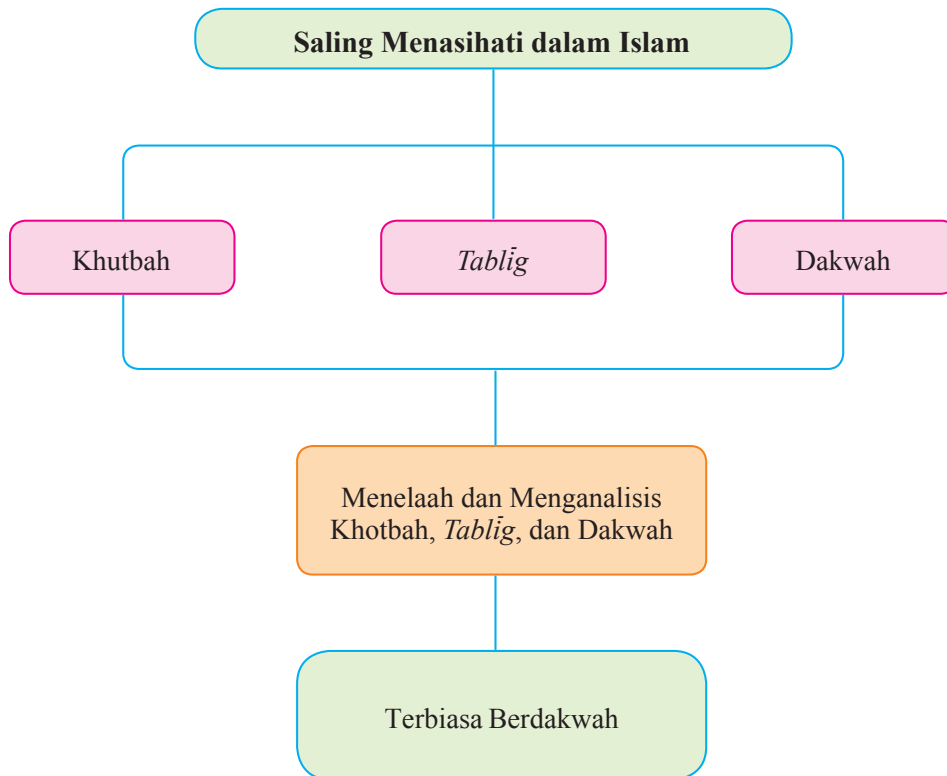 Saling Menasihati dalam Islam
Khutbah
Tablīg
Dakwah
Menelaah dan Menganalisis
Khotbah, Tablīg, dan Dakwah
Terbiasa Berdakwah